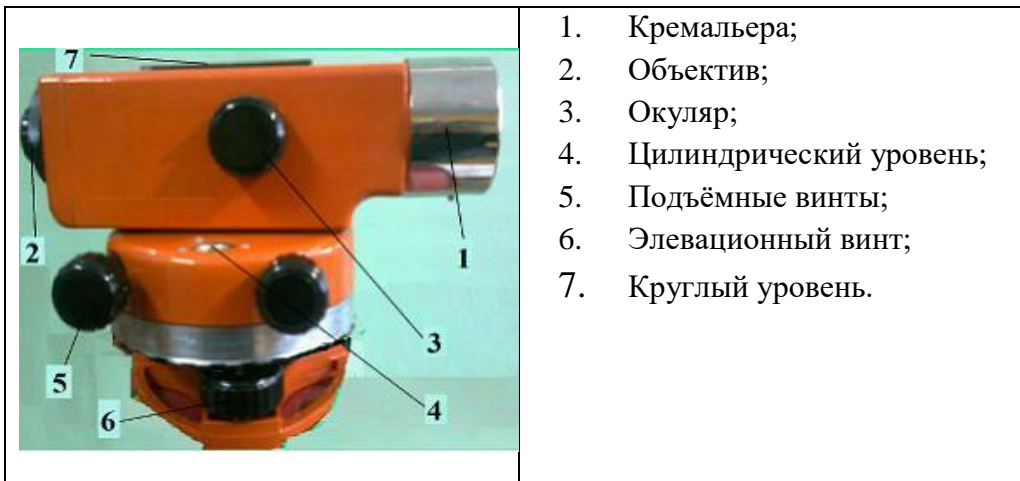 7
2
1
3
5
4
6
1. Кремальера;
2. Объектив;
3. Окуляр;
4. Цилиндрический уровень;
5. Подъёмные винты;
6. Элевационный винт;
7. Круглый уровень.